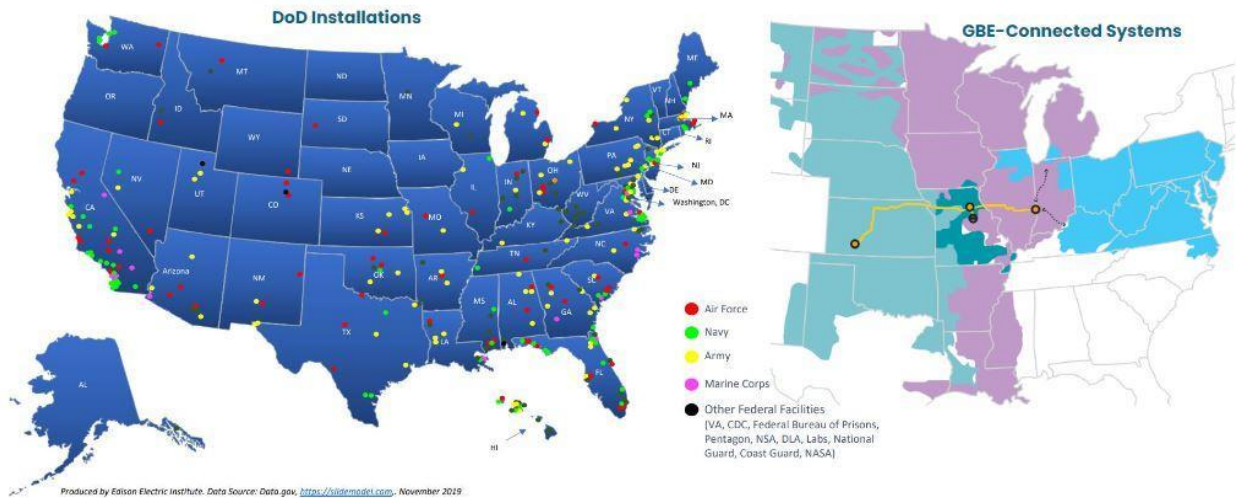 DoD Installations
GBE-Connected Systems
WA
MT
ND
MN
ME
OR
ID
SD
WI
MI
VT
NH
NY
MA
CT
RI
WY
IA
PA
NJ
NV
NE
IL
IN
OH
MD
DE
Washington, DC
UT
CO
KS
MO
WV
VA
KY
CA
NC
TN
Arizona
NM
OK
AR
SC
MS
AL
GA
TX
LA
FL
AL
HI
Air Force
Navy
Army
Marine Corps
Other Federal Facilities
[VA, CDC, Federal Bureau of Prisons,
Pentagon, NSA, DLA, Labs, National
Guard, Coast Guard, NASA]
Produced by Edison Electric Institute. Data Source: Data.gov, https://slidemodel.com,. November 2019